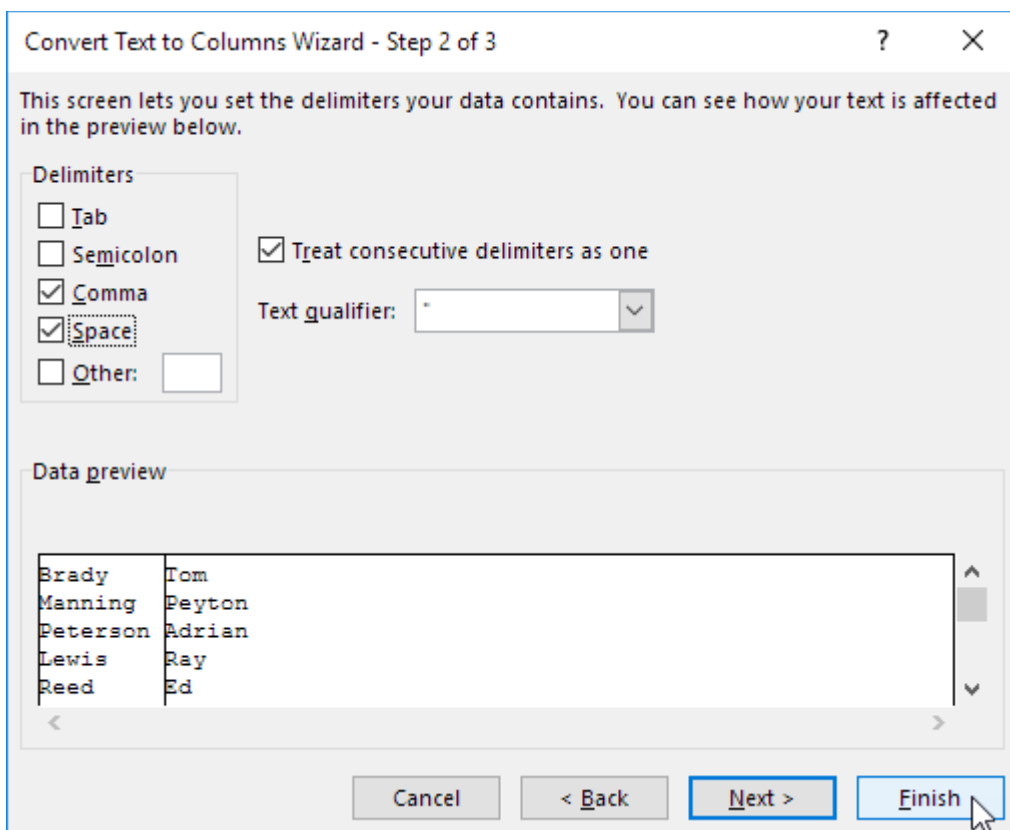 Convert Text to Columns Wizard - Step 2 of 3
?
This screen lets you set the delimiters your data contains.  You can see how your text is affected
in the preview below.
Delimiters
Tab
Semicolon
Comma
Space
Other:
Treat consecutive delimiters as one
Text qualifier: "
Data preview
Brady Tom
Manning Peyton
Peterson Adrian
Lewis Ray
Reed Ed
Cancel < Back Next > Finish